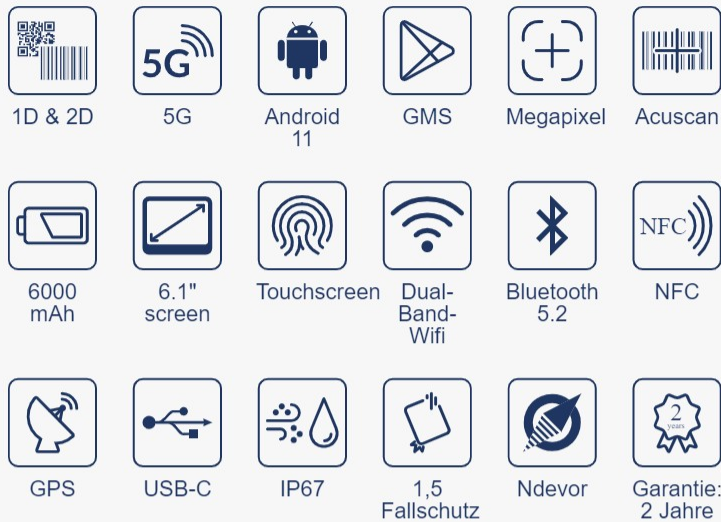 5G
1D & 2D
5G
Android
11
GMS
Megapixel
Acuscan
NFC
6000
mAh
6.1"
screen
Touchscreen
Dual-
Band-
Wifi
Bluetooth
5.2
NFC
2
years
GPS
USB-C
IP67
1,5
Fallschutz
Ndevor
Garantie:
2 Jahre